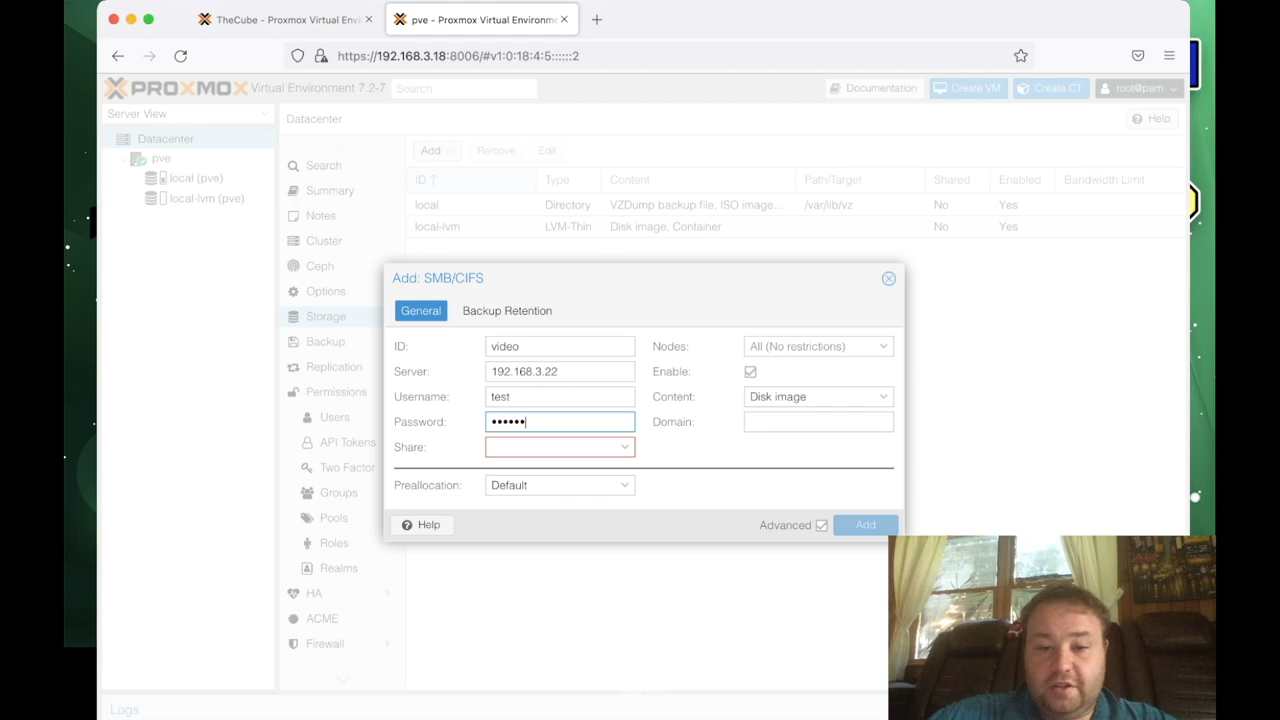 TheCube - Proxmox Virtual Envi
pve - Proxmox Virtual Environme
https://192.168.3.18:8006/#v1:0:18:4:5::::::2
PROXMOX Virtual Environment 7.2-7 Search Documentation Create VM Create CT root@pam
Server View
Datacenter
pve
local (pve)
local-lvm (pve)
Datacenter Help
Search
Summary
Notes
Cluster
Ceph
Options
Storage
Backup
Replication
Permissions
Users
API Tokens
Two Factor
Groups
Pools
Roles
Realms
HA
ACME
Firewall
Add Remove Edit
ID Type Content Path/Target Shared Enabled Bandwidth Limit
local Directory VZDump backup file, ISO image... /var/lib/vz No Yes
local-lvm LVM-Thin Disk image, Container No Yes
Add: SMB/CIFS
General Backup Retention
ID: video Nodes: All (No restrictions)
Server: 192.168.3.22 Enable:
Username: test Content: Disk image
Password: •••••• Domain:
Share:
Preallocation: Default
Help Advanced Add
Logs